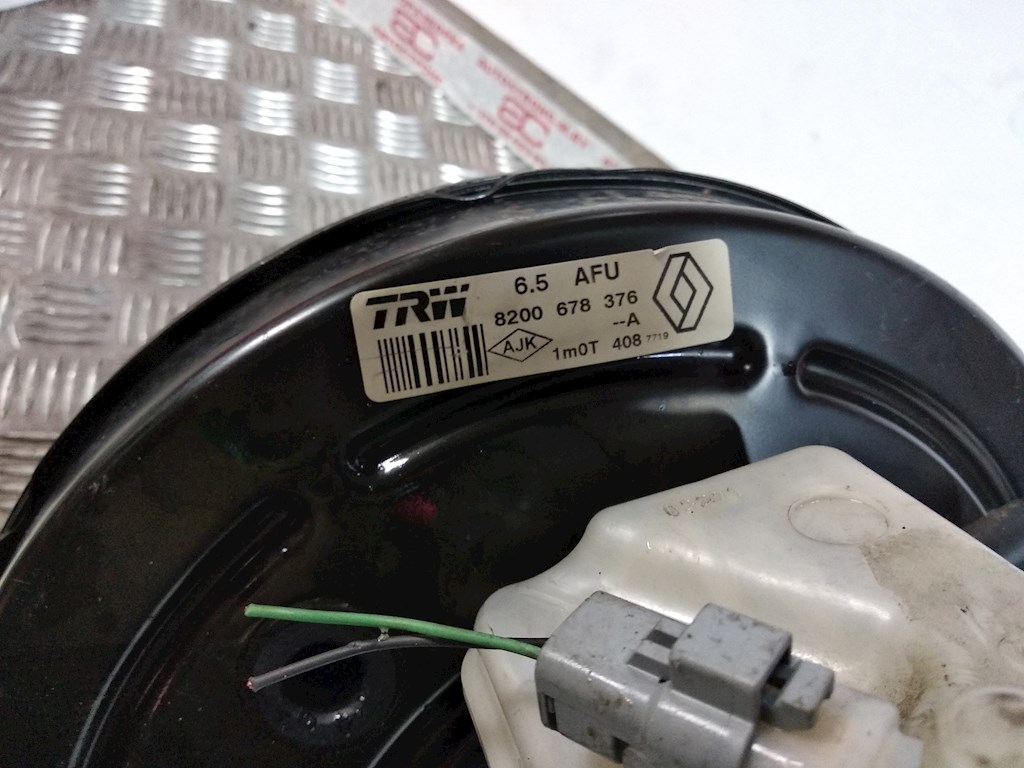 TRW
6.5 AFU
8200 678 376
--A
AJK
1m0T 408 7719